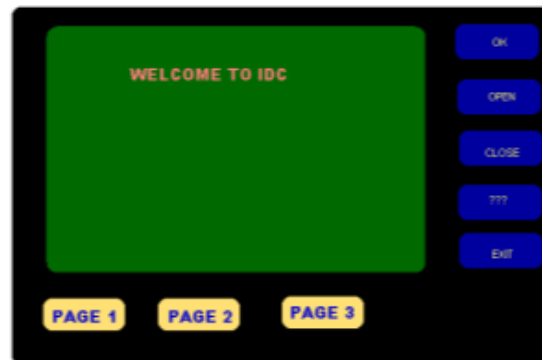 WELCOME TO IDC
OK
OPEN
CLOSE
???
EXIT
PAGE 1
PAGE 2
PAGE 3